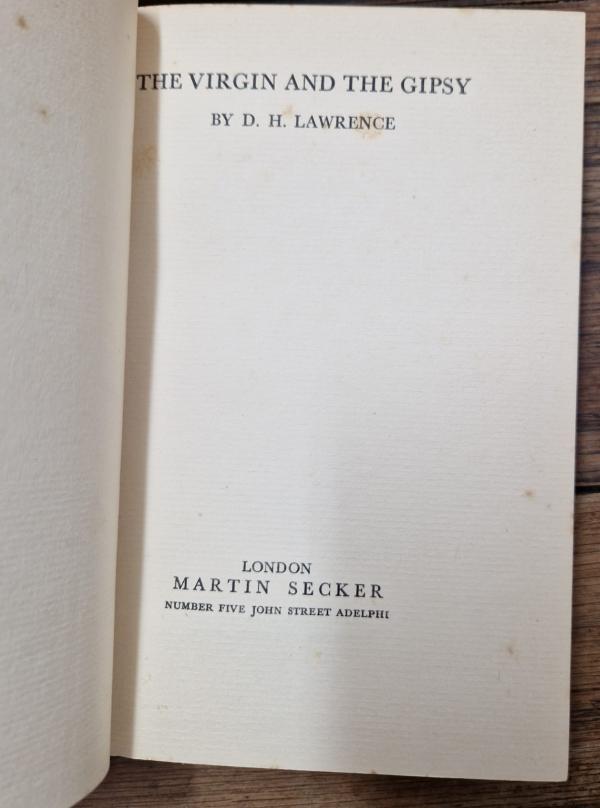 THE VIRGIN AND THE GIPSY
BY D. H. LAWRENCE
LONDON
MARTIN SECKER
NUMBER FIVE JOHN STREET ADELPHI